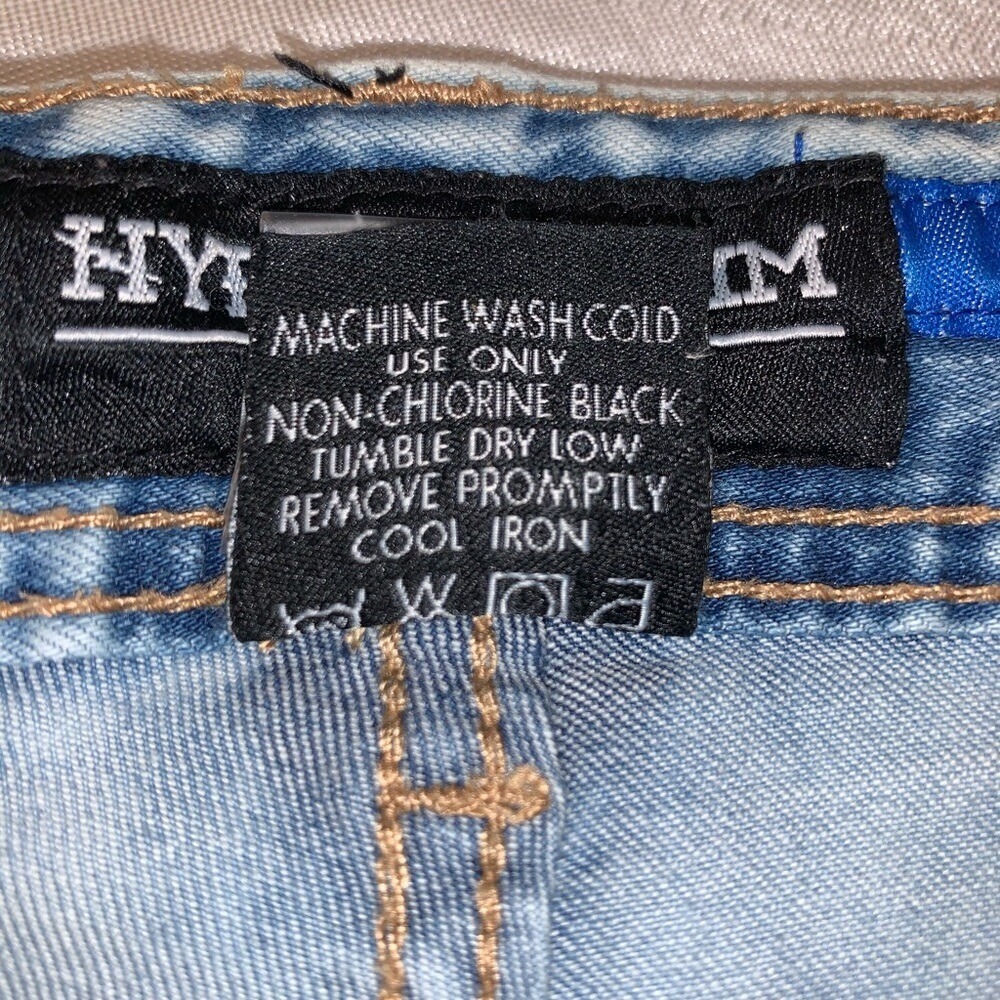 MACHINE WASH COLD
USE ONLY
NON-CHLORINE BLACK
TUMBLE DRY LOW
REMOVE PROMPTLY
COOL IRON